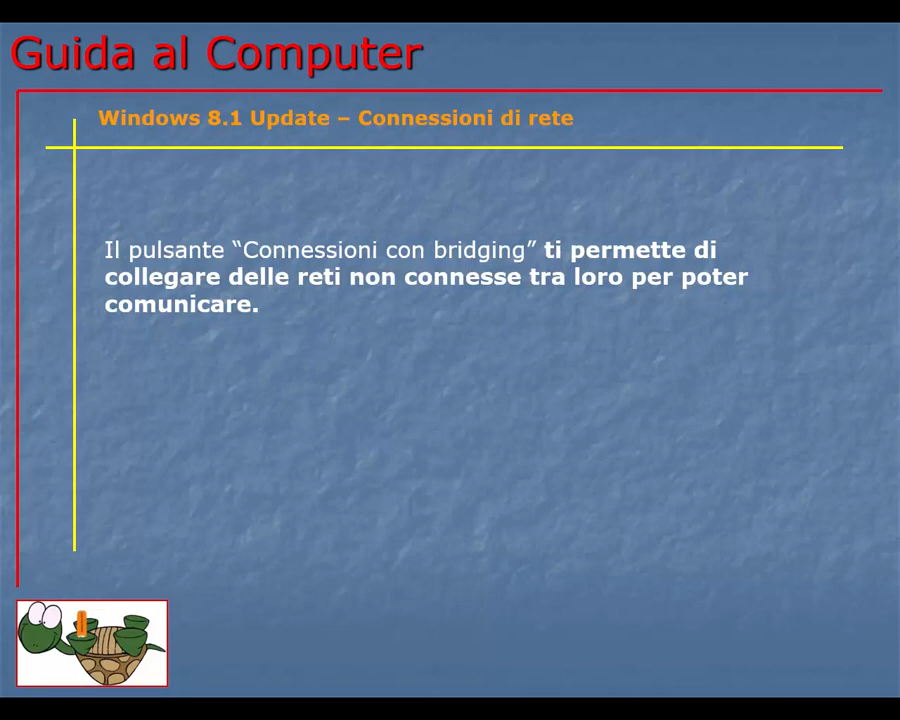 Guida al Computer
Windows 8.1 Update – Connessioni di rete
Il pulsante “Connessioni con bridging” ti permette di
collegare delle reti non connesse tra loro per poter
comunicare.